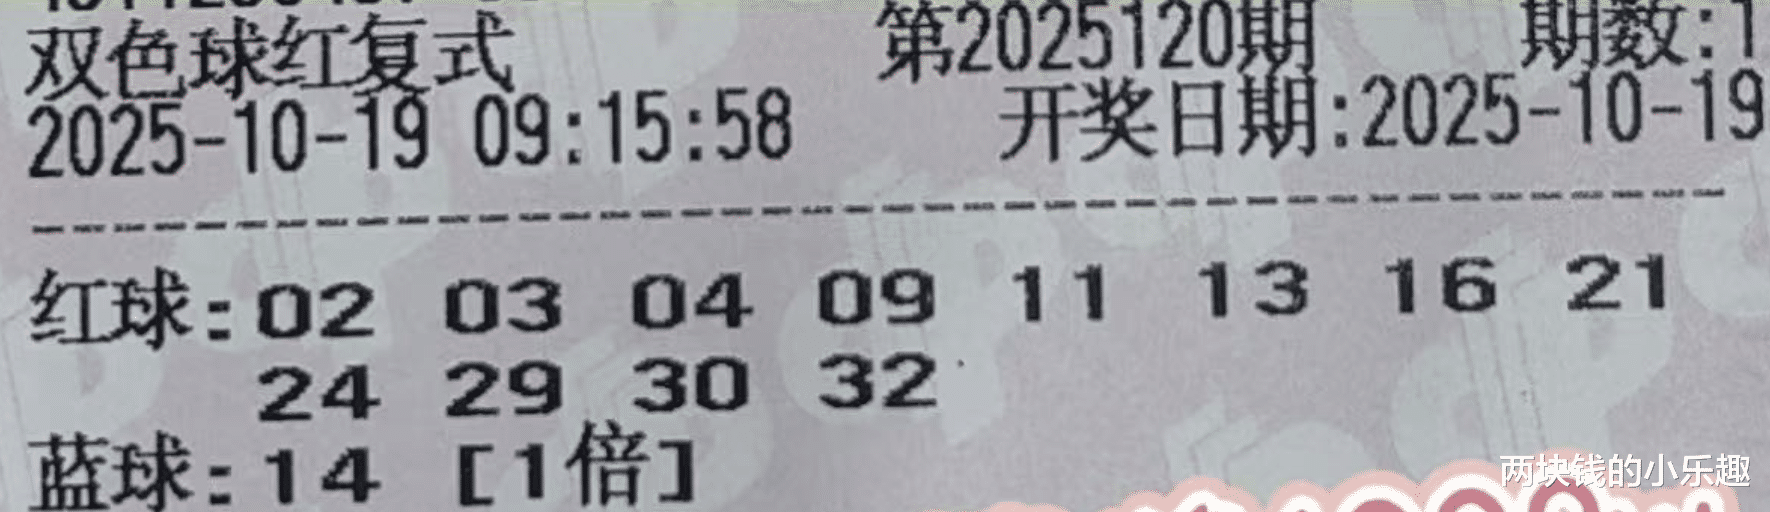 双色球红复式 第2025120期 期数:1
2025-10-19 09:15:58 开奖日期:2025-10-19
红球:02 03 04 09 11 13 16 21
24 29 30 32
蓝球:14 [1倍]
两块钱的小乐趣